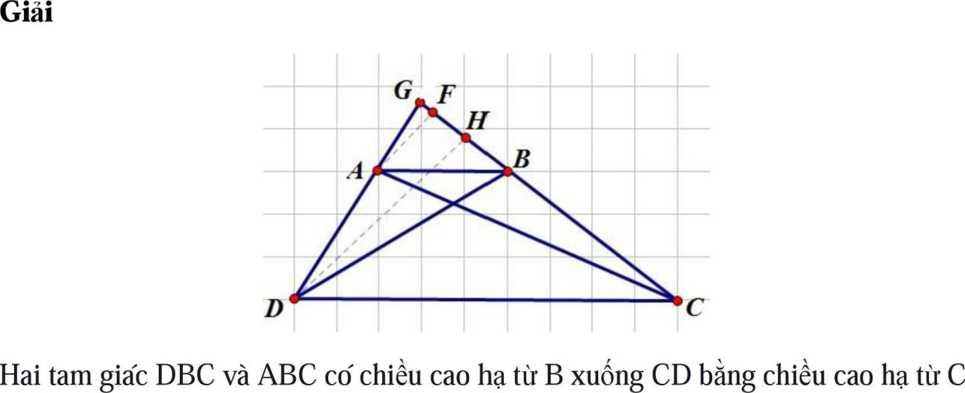 Giải
G F
H
A B
D C
Hai tam giác DBC và ABC có chiều cao hạ từ B xuống CD bằng chiều cao hạ từ C